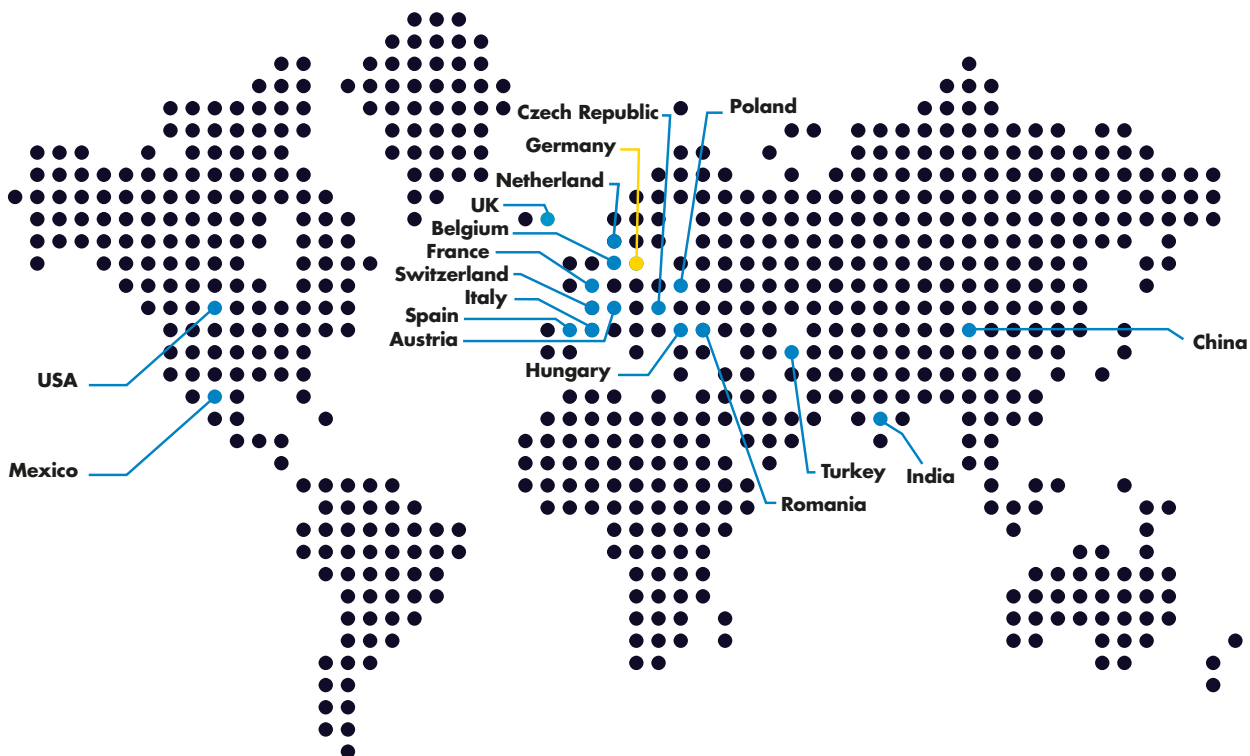 Czech Republic
Poland
Germany
Netherland
UK
Belgium
France
Switzerland
Italy
Spain
Austria
China
Hungary
USA
Mexico
Turkey
India
Romania